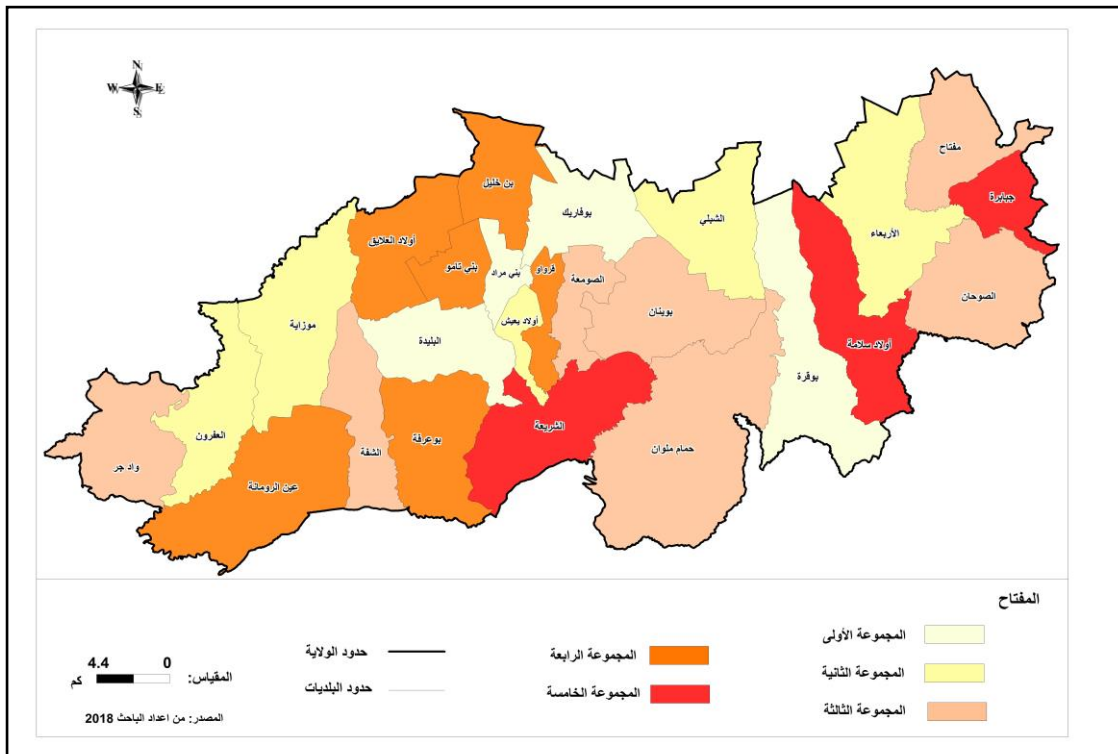 N
W E
S
مفتاح
جبابرة
بن خليل
بوفاريك
الشبلي
الأربعاء
أولاد العلايق
بني تامو
بني مراد
قرواو
الصومعة
الصوحان
موزاية
أولاد يعيش
بوينان
البليدة
أولاد سلامة
بوقرة
العفرون
بوعرفة
الشريعة
الشفة
حمام ملوان
واد جر
عين الرومانة
المفتاح
المجموعة الأولى
المجموعة الثانية
المجموعة الثالثة
المجموعة الرابعة
المجموعة الخامسة
حدود الولاية
حدود البلديات
4.4 0
المقياس: كم
المصدر: من اعداد الباحث 2018